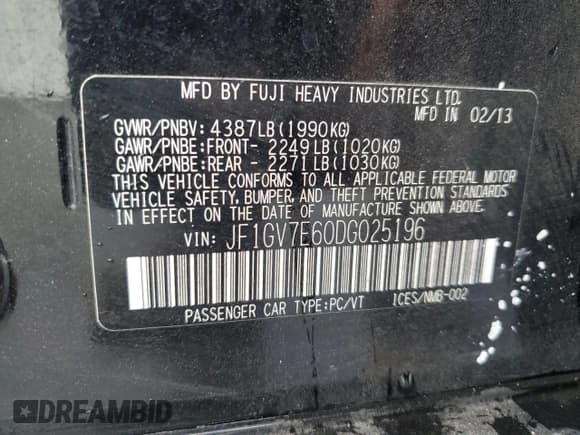 MFD BY FUJI HEAVY INDUSTRIES LTD.
MFD IN 02/13
GVWR/PNBV: 4387LB(1990KG)
GAWR/PNBE:FRONT- 2249LB(1020KG)
GAWR/PNBE:REAR - 2271LB(1030KG)
THIS VEHICLE CONFORMS TO ALL APPLICABLE FEDERAL MOTOR
VEHICLE SAFETY, BUMPER, AND THEFT PREVENTION STANDARDS
IN EFFECT ON THE DATE OF MANUFACTURE SHOWN ABOVE.
VIN: JF1GV7E60DG025196
PASSENGER CAR TYPE:PC/VT ICES/NMB-002
DREAMBID